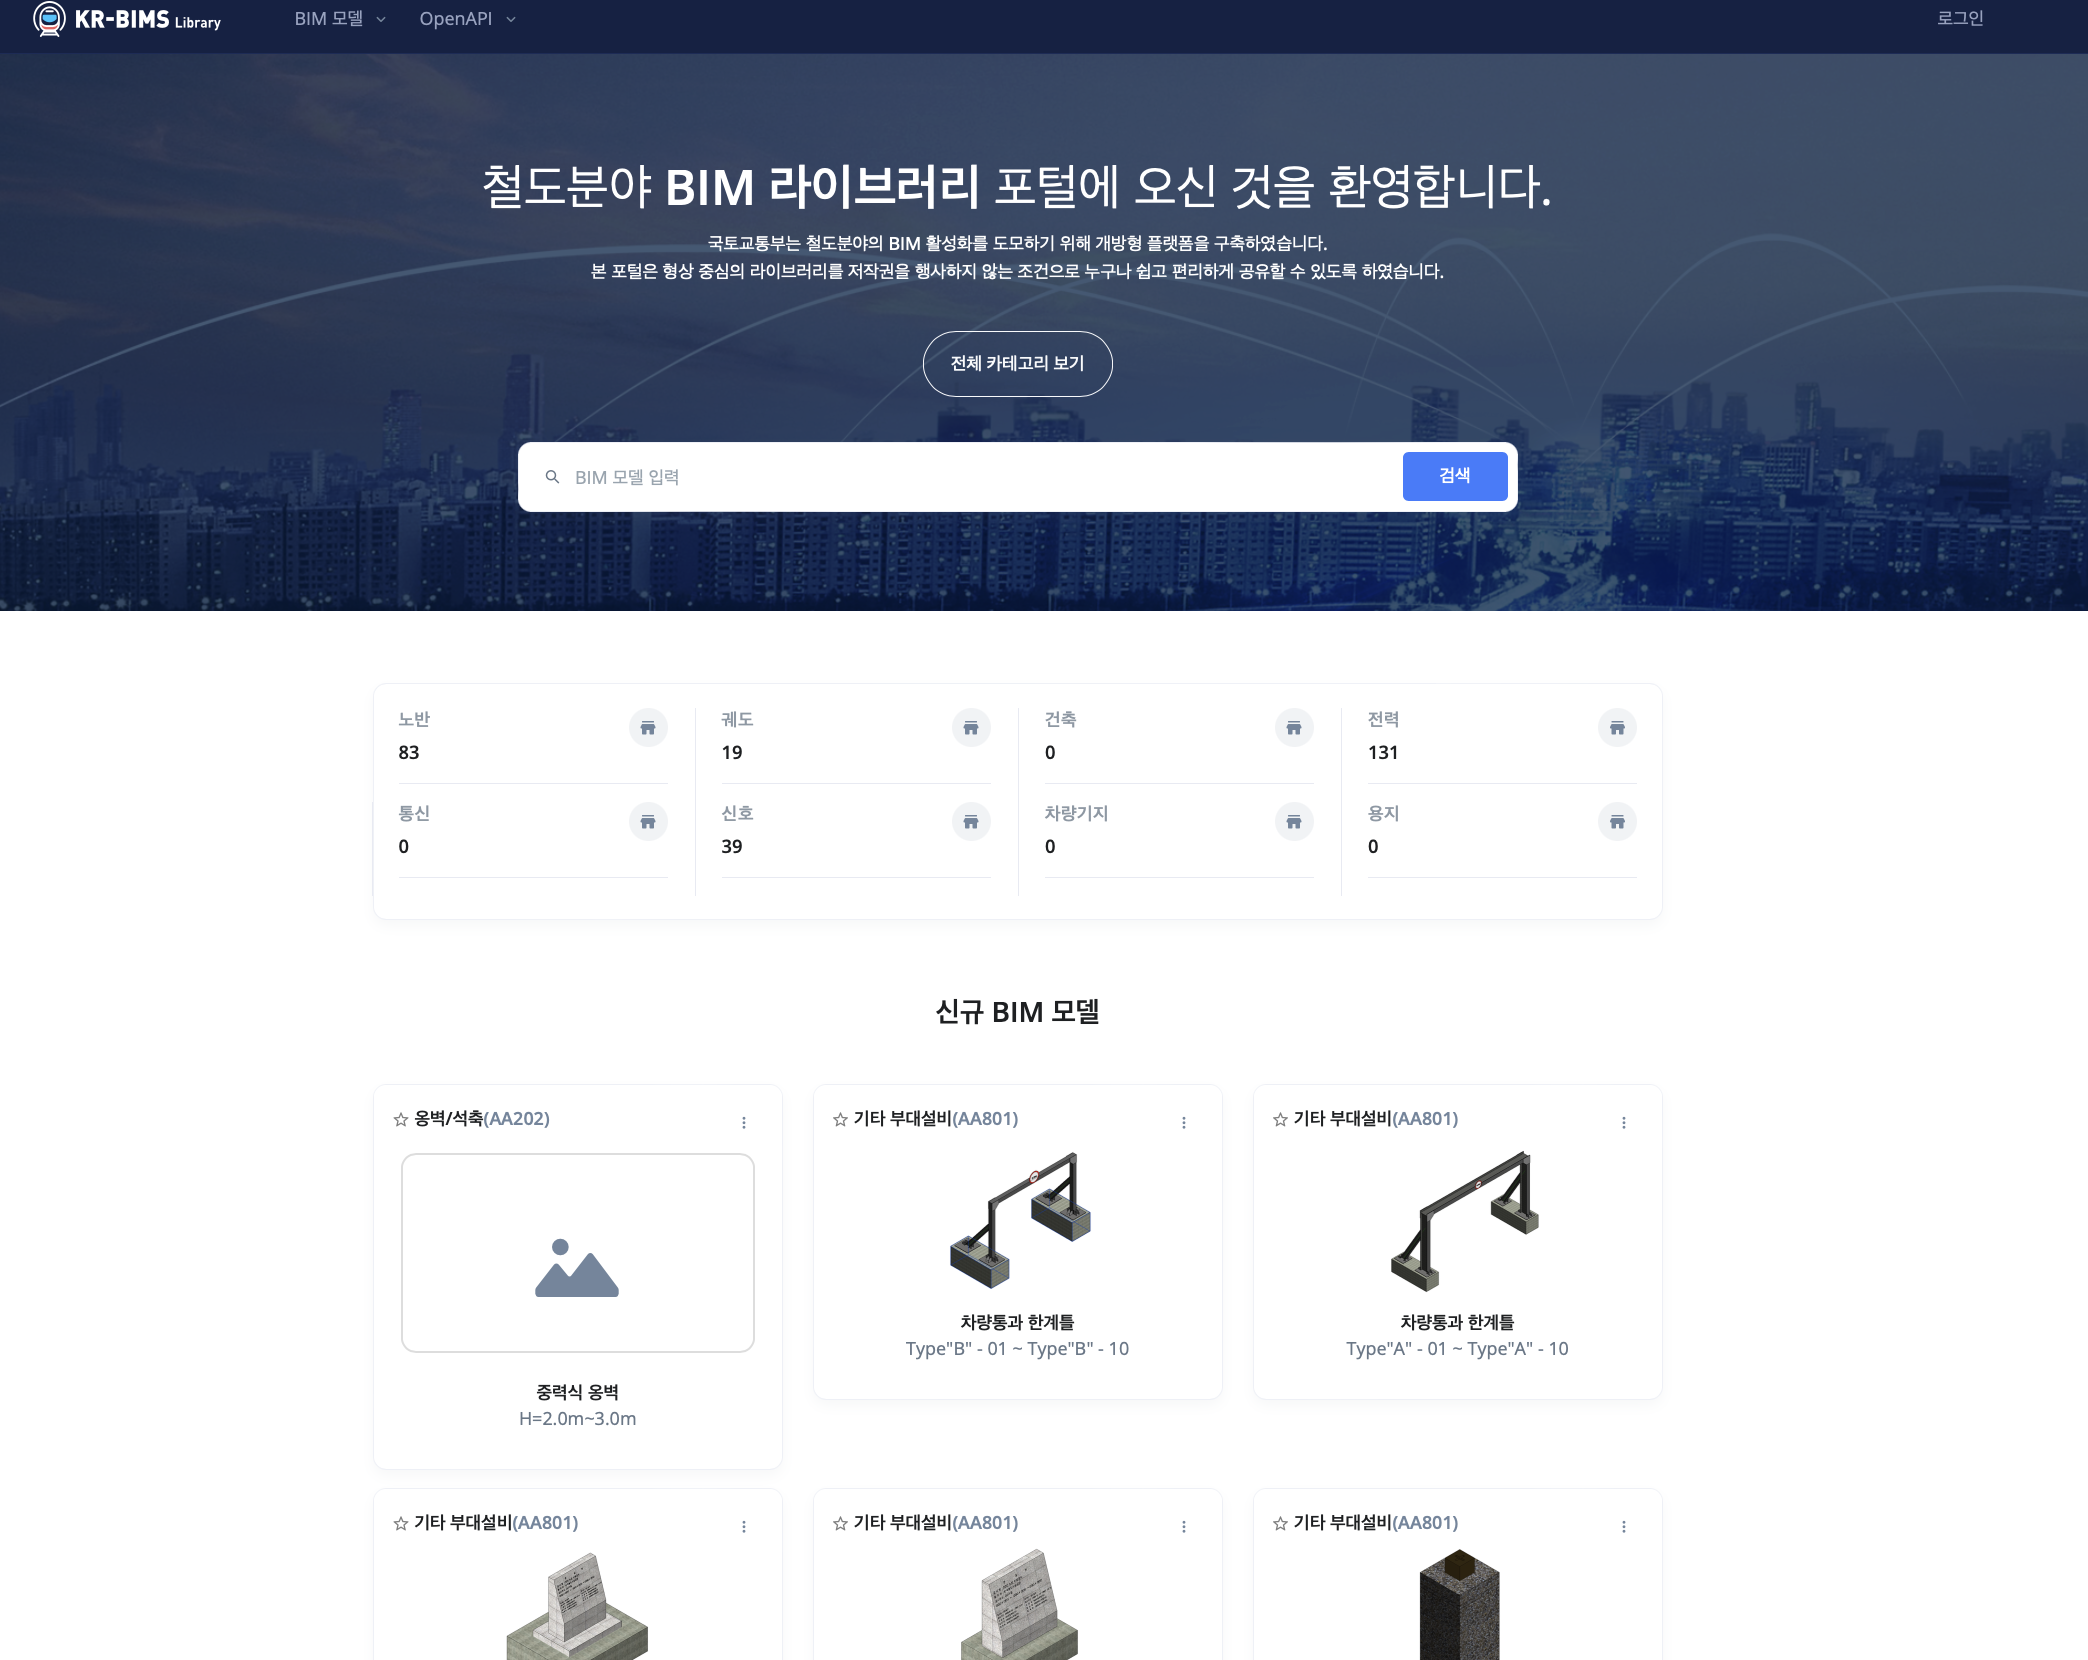 KR-BIMS Library
BIM 모델
OpenAPI
로그인
철도분야 BIM 라이브러리 포털에 오신 것을 환영합니다.
국토교통부는 철도분야의 BIM 활성화를 도모하기 위해 개방형 플랫폼을 구축하였습니다.
본 포털은 형상 중심의 라이브러리를 저작권을 행사하지 않는 조건으로 누구나 쉽고 편리하게 공유할 수 있도록 하였습니다.
전체 카테고리 보기
BIM 모델 입력
검색
노반
83
궤도
19
건축
0
전력
131
통신
0
신호
39
차량기지
0
용지
0
신규 BIM 모델
옹벽/석축(AA202)
중력식 옹벽
H=2.0m~3.0m
기타 부대설비(AA801)
차량통과 한계틀
Type"B" - 01 ~ Type"B" - 10
기타 부대설비(AA801)
차량통과 한계틀
Type"A" - 01 ~ Type"A" - 10
기타 부대설비(AA801)
기타 부대설비(AA801)
기타 부대설비(AA801)